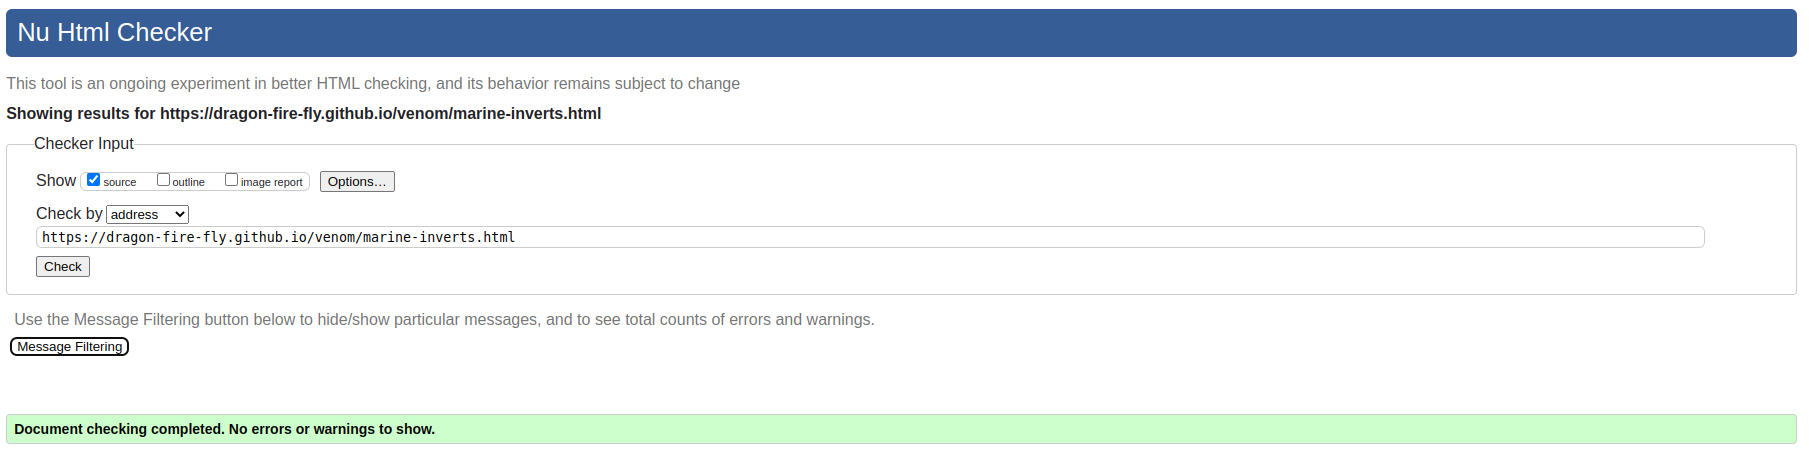 Nu Html Checker
This tool is an ongoing experiment in better HTML checking, and its behavior remains subject to change
Showing results for https://dragon-fire-fly.github.io/venom/marine-inverts.html
Checker Input
Show source outline image report Options...
Check by address
https://dragon-fire-fly.github.io/venom/marine-inverts.html
Check
Use the Message Filtering button below to hide/show particular messages, and to see total counts of errors and warnings.
Message Filtering
Document checking completed. No errors or warnings to show.